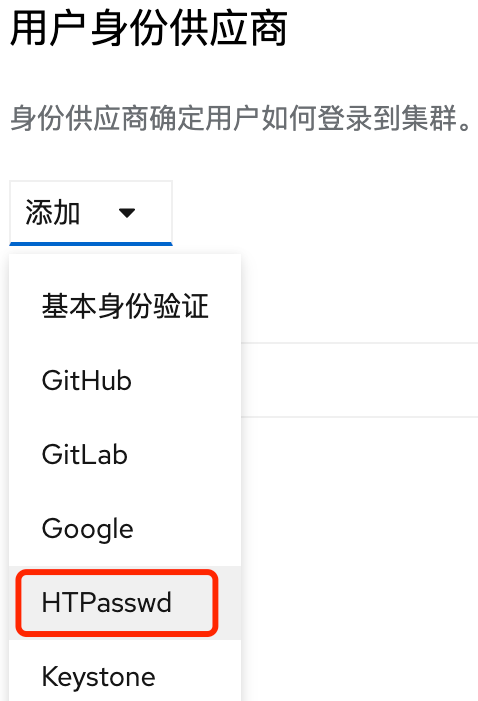 用户身份供应商
身份供应商确定用户如何登录到集群。
添加
基本身份验证
GitHub
GitLab
Google
HTPasswd
Keystone